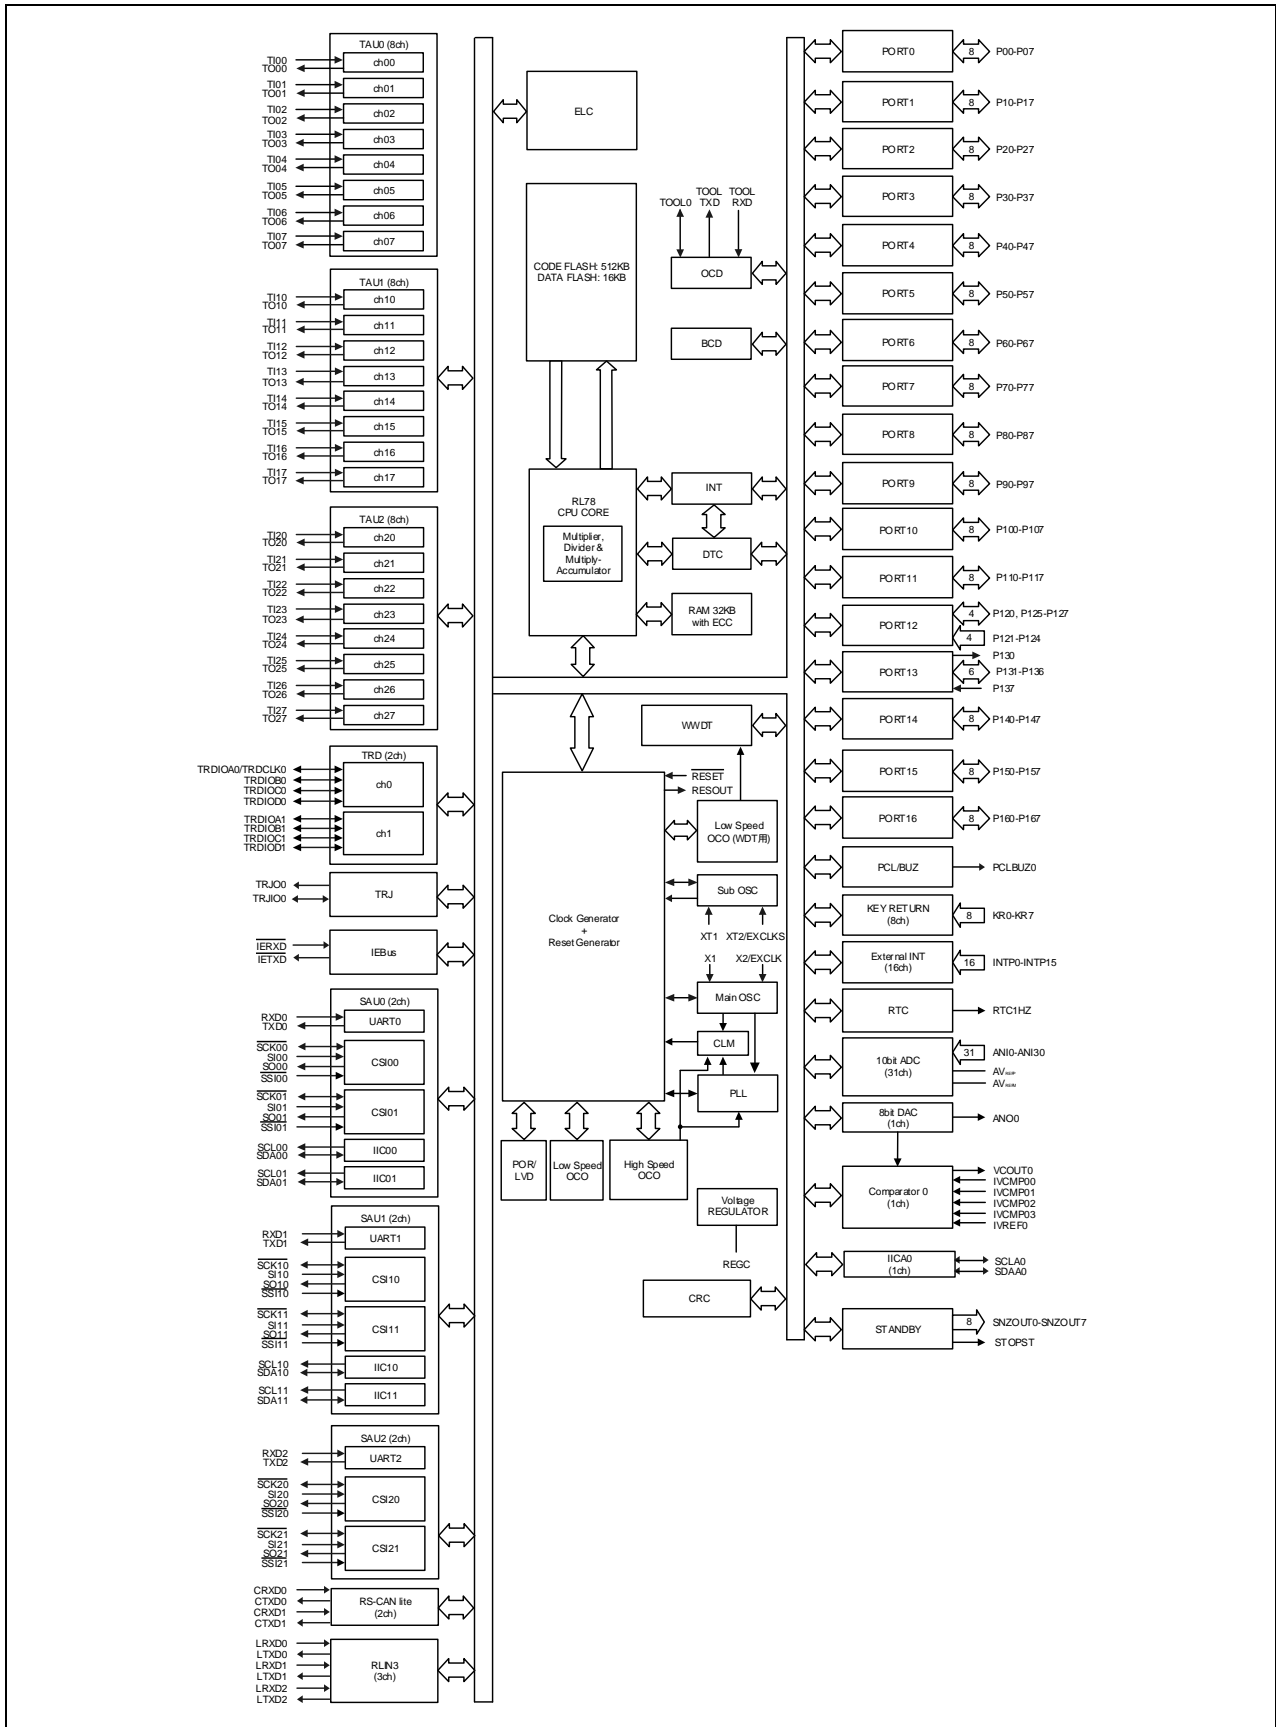 TAU0 (8ch)
TI00
TO00
ch00
TI01
TO01
ch01
TI02
TO02
ch02
TI03
TO03
ch03
TI04
TO04
ch04
TI05
TO05
ch05
TI06
TO06
ch06
TI07
TO07
ch07
TAU1 (8ch)
TI10
TO10
ch10
TI11
TO11
ch11
TI12
TO12
ch12
TI13
TO13
ch13
TI14
TO14
ch14
TI15
TO15
ch15
TI16
TO16
ch16
TI17
TO17
ch17
TAU2 (8ch)
TI20
TO20
ch20
TI21
TO21
ch21
TI22
TO22
ch22
TI23
TO23
ch23
TI24
TO24
ch24
TI25
TO25
ch25
TI26
TO26
ch26
TI27
TO27
ch27
TRD (2ch)
TRDIOA0/TRDCLK0
TRDIOB0
TRDIOC0
TRDIOD0
ch0
TRDIOA1
TRDIOB1
TRDIOC1
TRDIOD1
ch1
TRJO0
TRJIO0
TRJ
IERXD
IETXD
IEBus
SAU0 (2ch)
RXD0
TXD0
UART0
SCK00
SI00
SO00
SSI00
CSI00
SCK01
SI01
SO01
SSI01
CSI01
SCL00
SDA00
IIC00
SCL01
SDA01
IIC01
SAU1 (2ch)
RXD1
TXD1
UART1
SCK10
SI10
SO10
SSI10
CSI10
SCK11
SI11
SO11
SSI11
CSI11
SCL10
SDA10
IIC10
SCL11
SDA11
IIC11
SAU2 (2ch)
RXD2
TXD2
UART2
SCK20
SI20
SO20
SSI20
CSI20
SCK21
SI21
SO21
SSI21
CSI21
CRXD0
CTXD0
CRXD1
CTXD1
RS-CAN lite
(2ch)
LRXD0
LTXD0
LRXD1
LTXD1
LRXD2
LTXD2
RLIN3
(3ch)
ELC
CODE FLASH: 512KB
DATA FLASH: 16KB
TOOL0
TOOL
TXD
TOOL
RXD
OCD
BCD
RL78
CPU CORE
Multiplier,
Divider &
Multiply-
Accumulator
INT
DTC
RAM 32KB
with ECC
WWDT
RESET
RESOUT
Low Speed
OCO (WDT用)
Clock Generator
+
Reset Generator
Sub OSC
XT1
XT2/EXCLKS
X1
X2/EXCLK
Main OSC
CLM
PLL
POR/
LVD
Low Speed
OCO
High Speed
OCO
Voltage
REGULATOR
REGC
CRC
PORT0
8
P00-P07
PORT1
8
P10-P17
PORT2
8
P20-P27
PORT3
8
P30-P37
PORT4
8
P40-P47
PORT5
8
P50-P57
PORT6
8
P60-P67
PORT7
8
P70-P77
PORT8
8
P80-P87
PORT9
8
P90-P97
PORT10
8
P100-P107
PORT11
8
P110-P117
PORT12
4
P120, P125-P127
4
P121-P124
PORT13
P130
6
P131-P136
P137
PORT14
8
P140-P147
PORT15
8
P150-P157
PORT16
8
P160-P167
PCL/BUZ
PCLBUZ0
KEY RETURN
(8ch)
8
KR0-KR7
External INT
(16ch)
16
INTP0-INTP15
RTC
RTC1HZ
10bit ADC
(31ch)
31
ANI0-ANI30
AV
AV
8bit DAC
(1ch)
ANO0
Comparator 0
(1ch)
VCOUT0
IVCMP00
IVCMP01
IVCMP02
IVCMP03
IVREF0
IICA0
(1ch)
SCLA0
SDAA0
STANDBY
8
SNZOUT0-SNZOUT7
STOPST